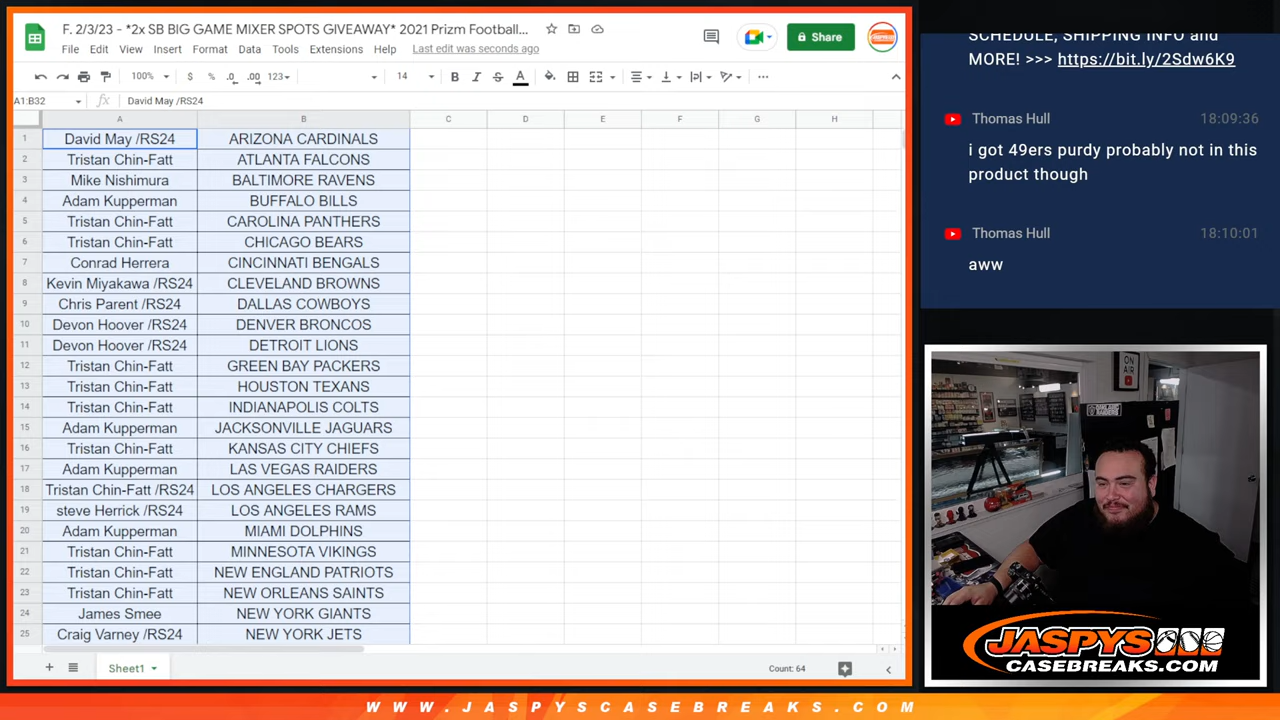 F. 2/3/23 - *2x SB BIG GAME MIXER SPOTS GIVEAWAY* 2021 Prizm Football...
File Edit View Insert Format Data Tools Extensions Help Last edit was seconds ago
Share
100% $ % .0 .00 123 14 B I S A
A1:B32 fx David May /RS24
A B C D E F G H
1 David May /RS24 ARIZONA CARDINALS
2 Tristan Chin-Fatt ATLANTA FALCONS
3 Mike Nishimura BALTIMORE RAVENS
4 Adam Kupperman BUFFALO BILLS
5 Tristan Chin-Fatt CAROLINA PANTHERS
6 Tristan Chin-Fatt CHICAGO BEARS
7 Conrad Herrera CINCINNATI BENGALS
8 Kevin Miyakawa /RS24 CLEVELAND BROWNS
9 Chris Parent /RS24 DALLAS COWBOYS
10 Devon Hoover /RS24 DENVER BRONCOS
11 Devon Hoover /RS24 DETROIT LIONS
12 Tristan Chin-Fatt GREEN BAY PACKERS
13 Tristan Chin-Fatt HOUSTON TEXANS
14 Tristan Chin-Fatt INDIANAPOLIS COLTS
15 Adam Kupperman JACKSONVILLE JAGUARS
16 Tristan Chin-Fatt KANSAS CITY CHIEFS
17 Adam Kupperman LAS VEGAS RAIDERS
18 Tristan Chin-Fatt /RS24 LOS ANGELES CHARGERS
19 steve Herrick /RS24 LOS ANGELES RAMS
20 Adam Kupperman MIAMI DOLPHINS
21 Tristan Chin-Fatt MINNESOTA VIKINGS
22 Tristan Chin-Fatt NEW ENGLAND PATRIOTS
23 Tristan Chin-Fatt NEW ORLEANS SAINTS
24 James Smee NEW YORK GIANTS
25 Craig Varney /RS24 NEW YORK JETS
Sheet1
Count: 64
SCHEDULE, SHIPPING INFO and
MORE! >>> https://bit.ly/2Sdw6K9
Thomas Hull 18:09:36
i got 49ers purdy probably not in this
product though
Thomas Hull 18:10:01
aww
ON
AIR
JASPYS
CASEBREAKS.COM
WWW.JASPYSCASEBREAKS.COM